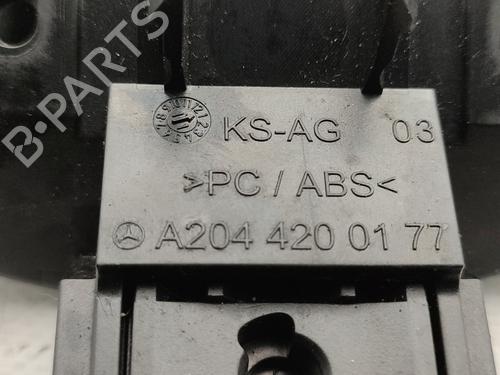 B-PARTS
KS-AG 03
>PC / ABS<
A204 420 01 77